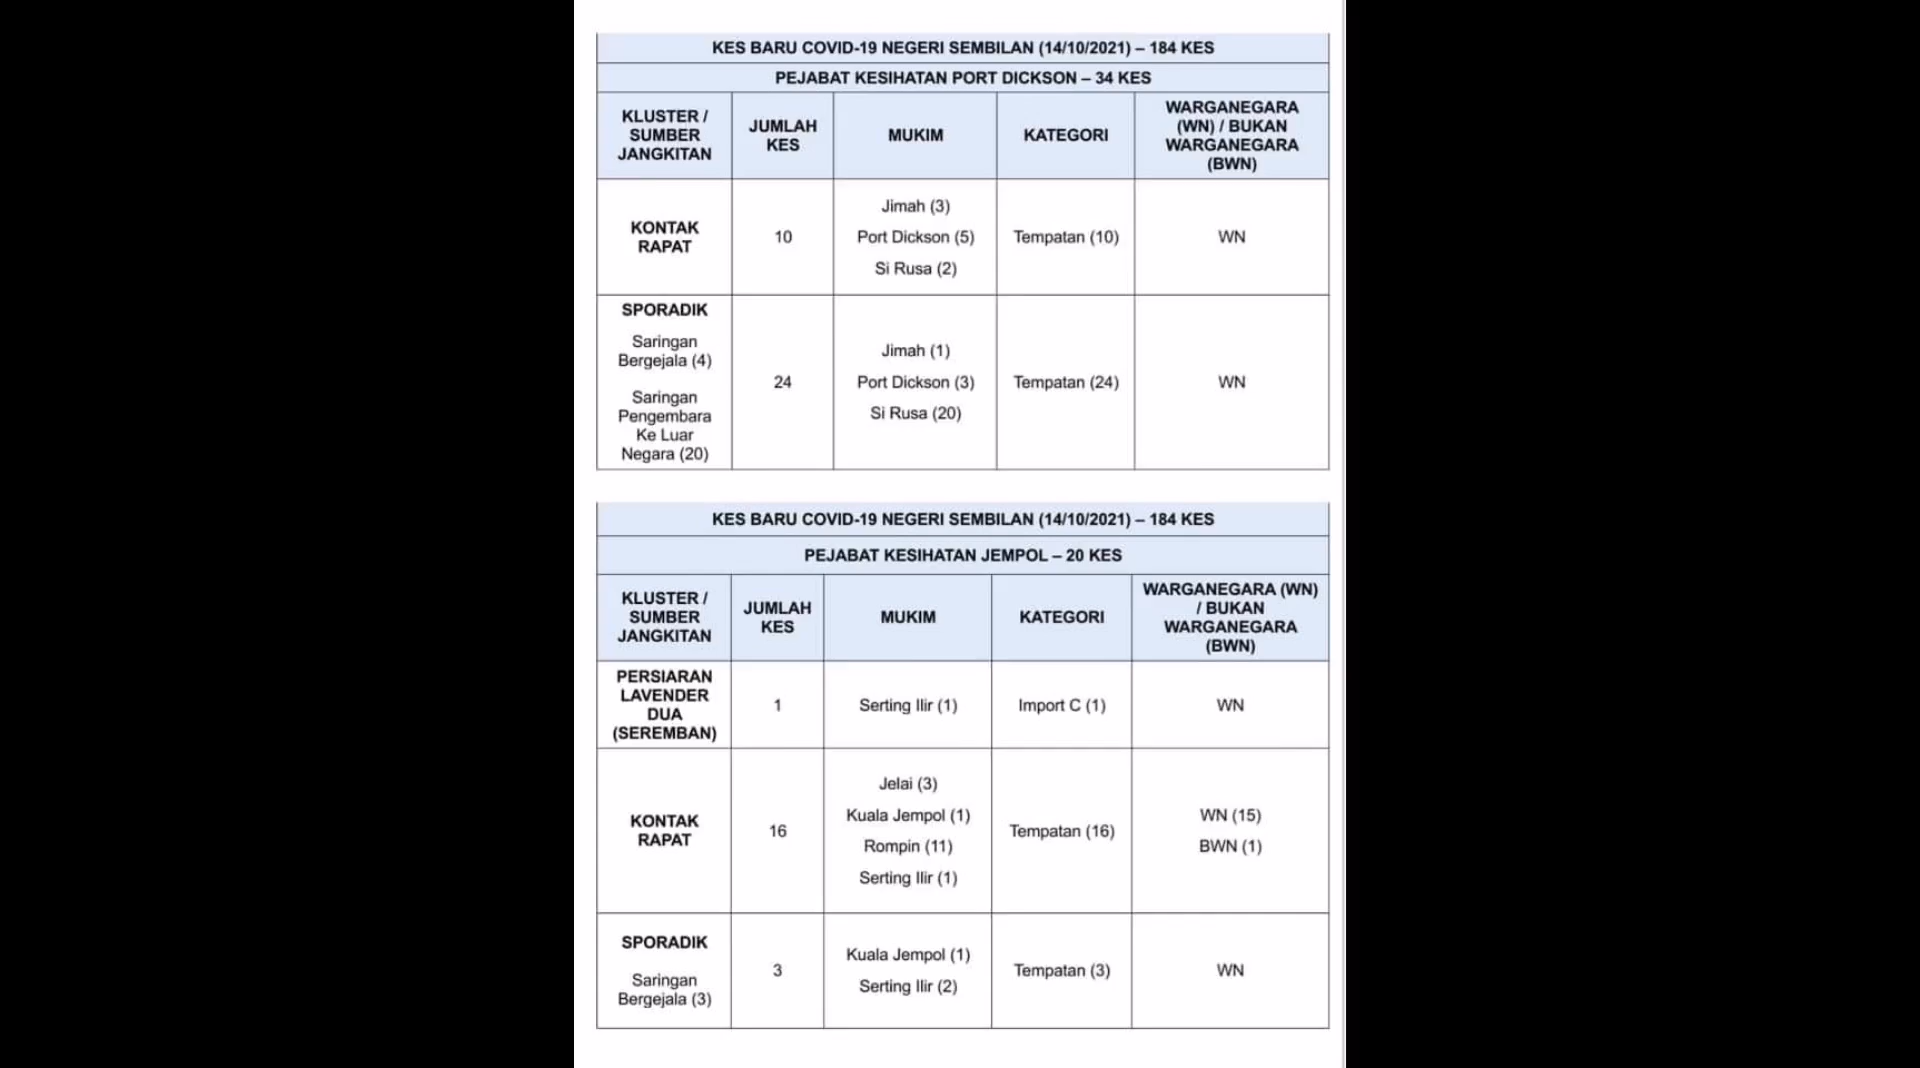 KES BARU COVID-19 NEGERI SEMBILAN (14/10/2021) – 184 KES
PEJABAT KESIHATAN PORT DICKSON – 34 KES
KLUSTER /
SUMBER
JANGKITAN
JUMLAH
KES
MUKIM
KATEGORI
WARGANEGARA
(WN) / BUKAN
WARGANEGARA
(BWN)
KONTAK
RAPAT
10
Jimah (3)
Port Dickson (5)
Si Rusa (2)
Tempatan (10)
WN
SPORADIK
Saringan
Bergejala (4)
Saringan
Pengembara
Ke Luar
Negara (20)
24
Jimah (1)
Port Dickson (3)
Si Rusa (20)
Tempatan (24)
WN
KES BARU COVID-19 NEGERI SEMBILAN (14/10/2021) – 184 KES
PEJABAT KESIHATAN JEMPOL – 20 KES
KLUSTER /
SUMBER
JANGKITAN
JUMLAH
KES
MUKIM
KATEGORI
WARGANEGARA (WN)
/ BUKAN
WARGANEGARA
(BWN)
PERSIARAN
LAVENDER
DUA
(SEREMBAN)
1
Serting Ilir (1)
Import C (1)
WN
KONTAK
RAPAT
16
Jelai (3)
Kuala Jempol (1)
Rompin (11)
Serting Ilir (1)
Tempatan (16)
WN (15)
BWN (1)
SPORADIK
Saringan
Bergejala (3)
3
Kuala Jempol (1)
Serting Ilir (2)
Tempatan (3)
WN